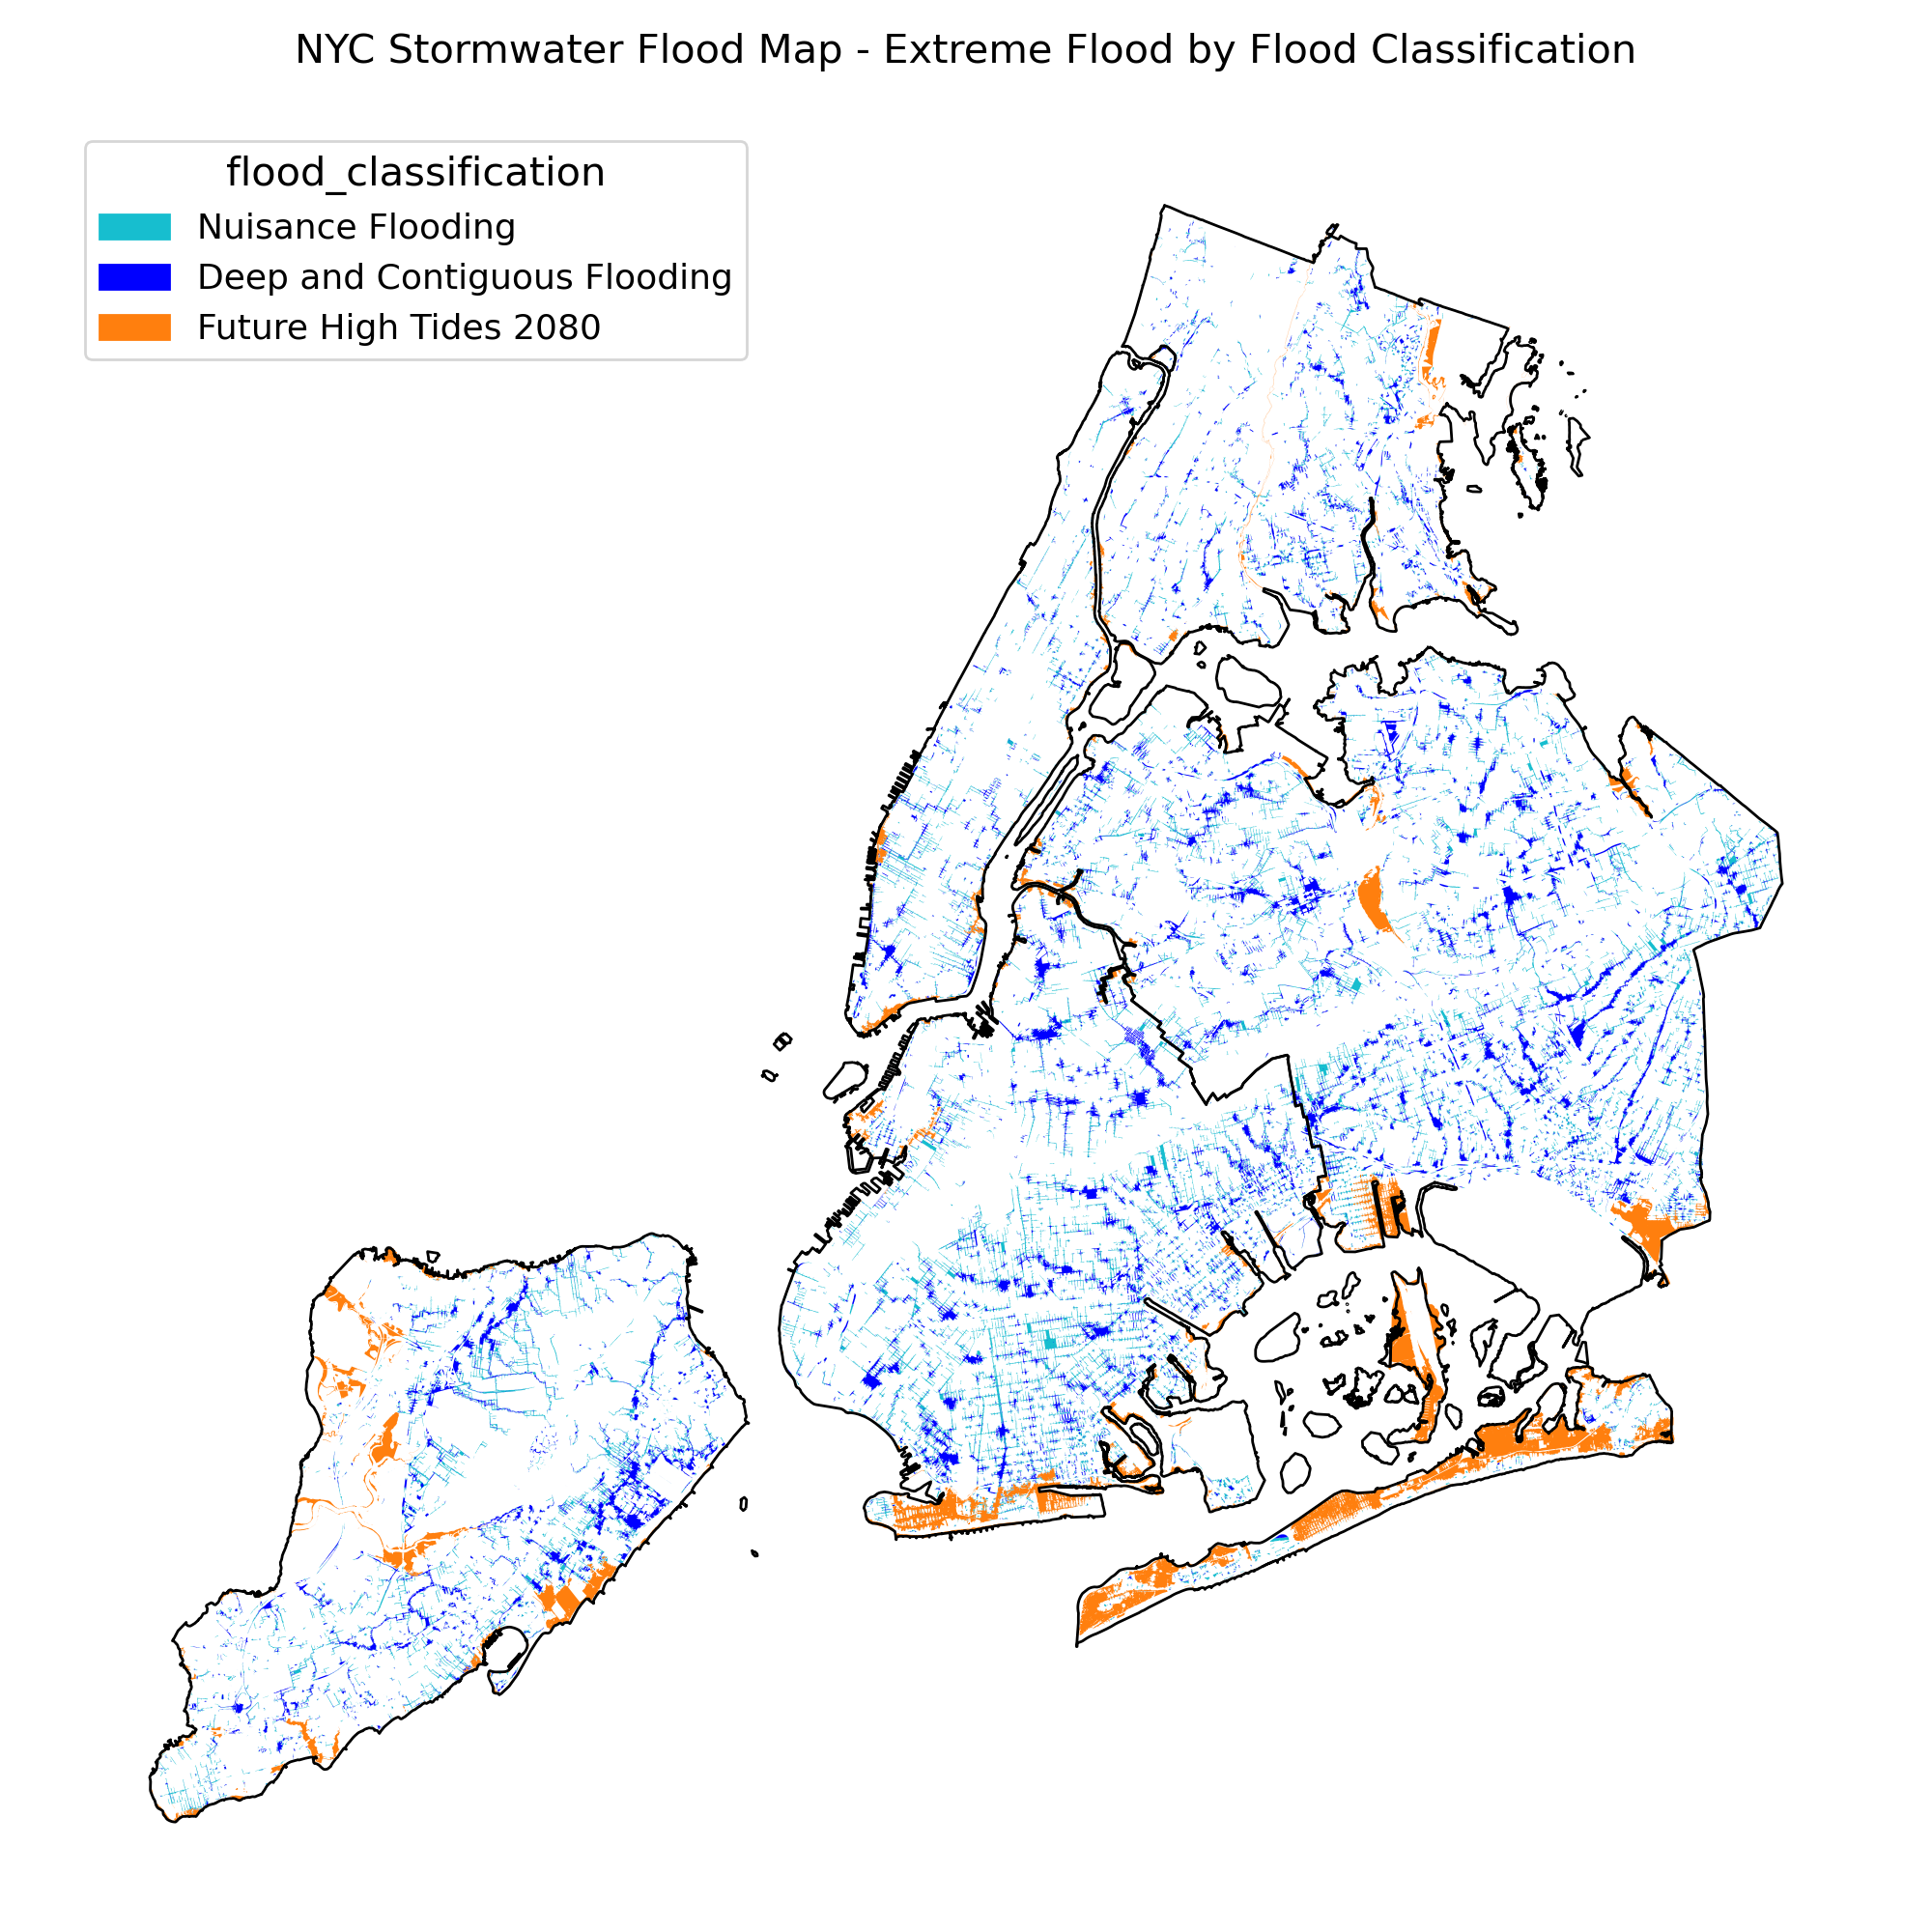 NYC Stormwater Flood Map - Extreme Flood by Flood Classification
flood_classification
Nuisance Flooding
Deep and Contiguous Flooding
Future High Tides 2080